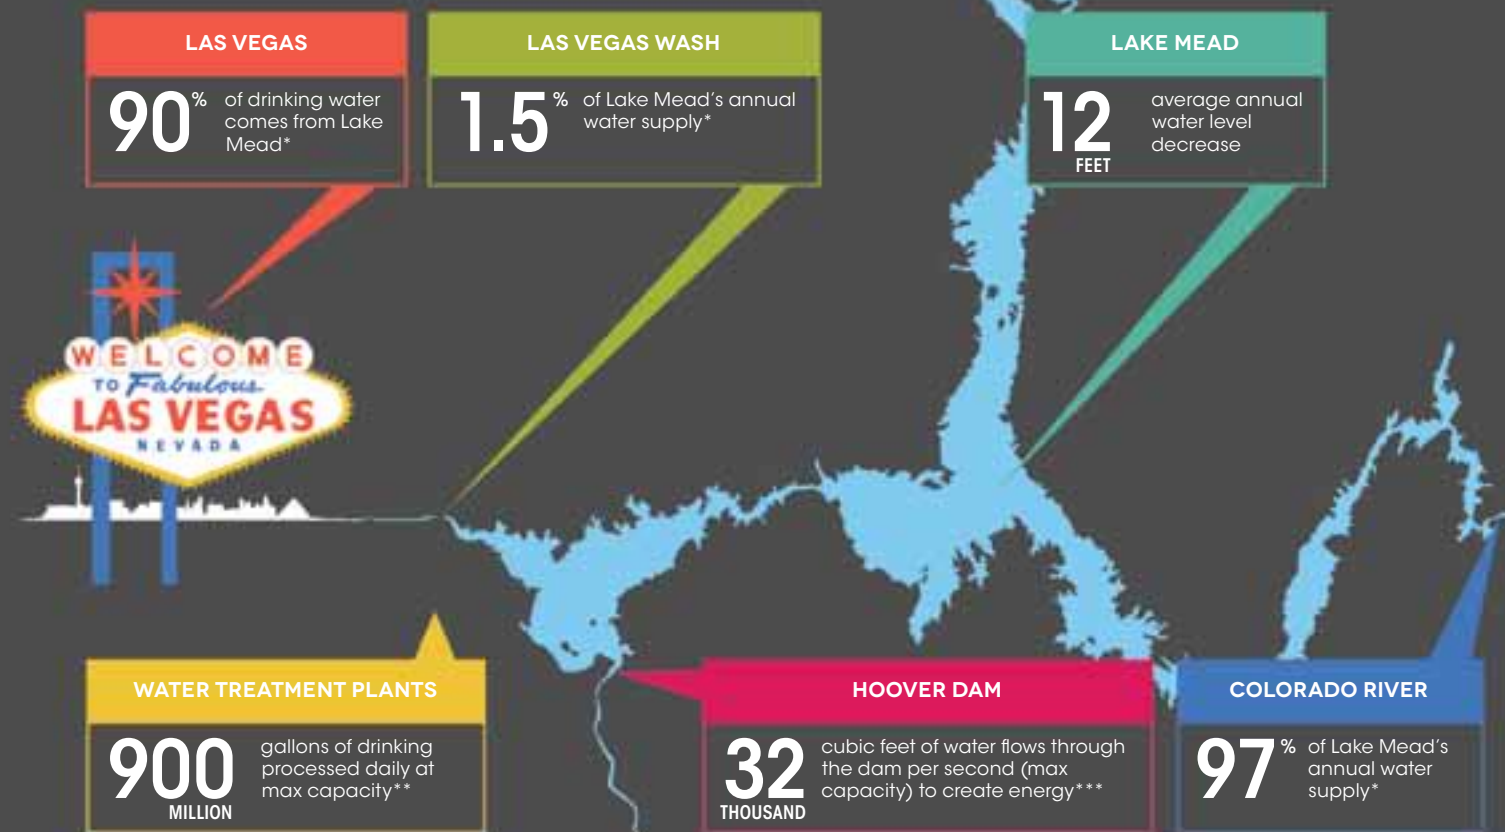 LAS VEGAS
90%
of drinking water
comes from Lake
Mead*
LAS VEGAS WASH
1.5%
of Lake Mead's annual
water supply*
LAKE MEAD
12
FEET
average annual
water level
decrease
WELCOME
TO Fabulous
LAS VEGAS
NEVADA
WATER TREATMENT PLANTS
900
MILLION
gallons of drinking
processed daily at
max capacity**
HOOVER DAM
32
THOUSAND
cubic feet of water flows through
the dam per second (max
capacity) to create energy***
COLORADO RIVER
97%
of Lake Mead's
annual water
supply*